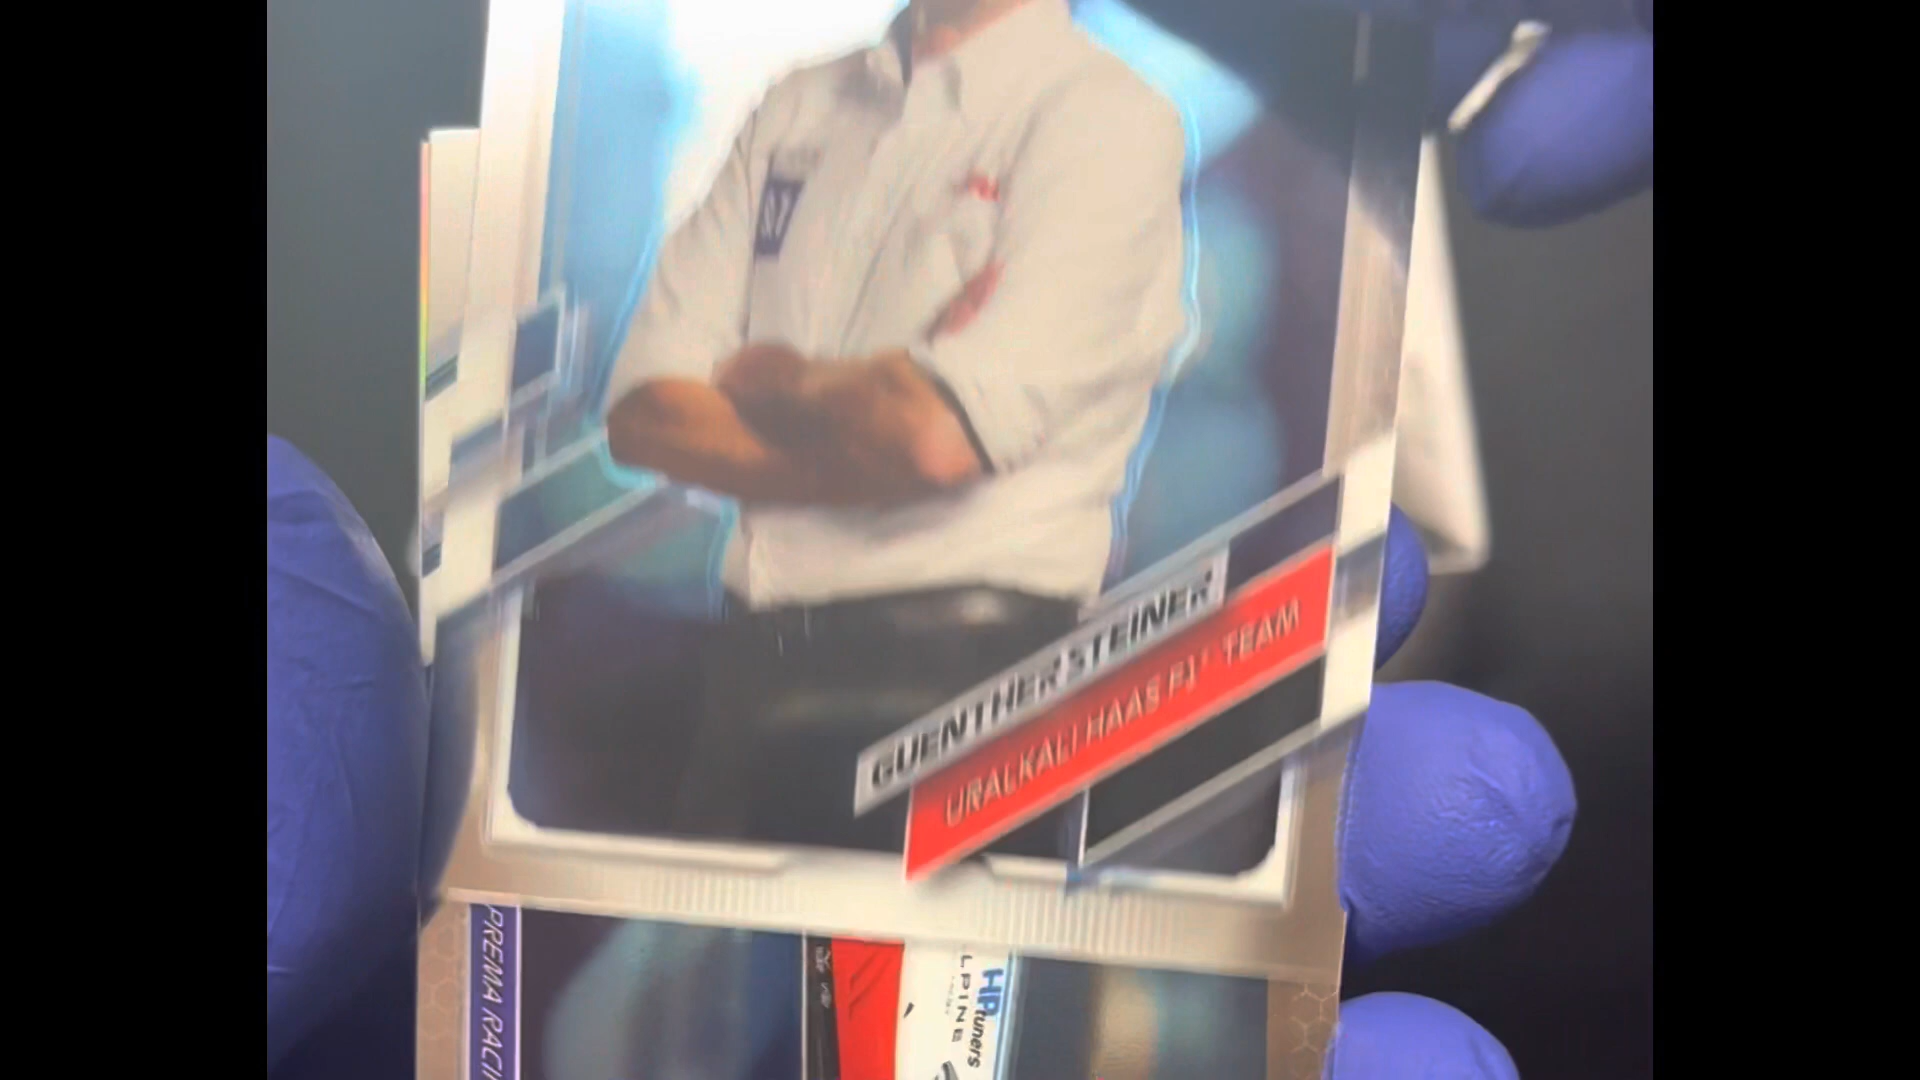 GUENTHER STEINER
URALKALI HAAS F1 TEAM
PREMA RACI
LPINE
HP tuners